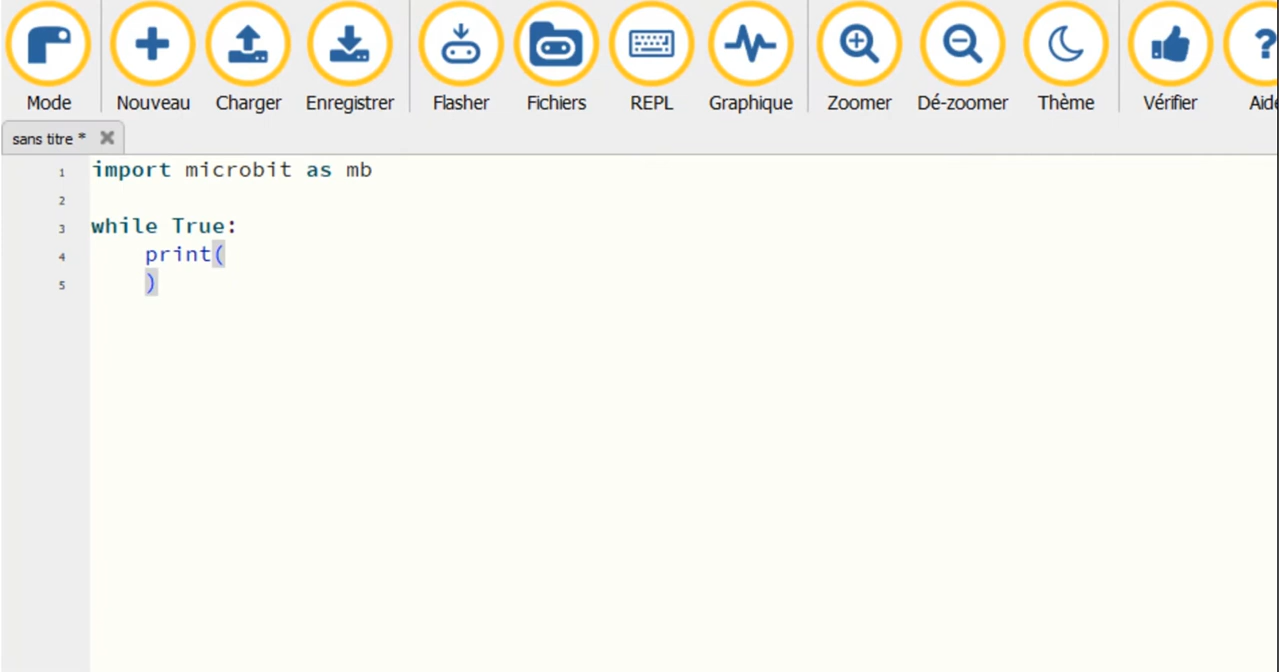 Mode Nouveau Charger Enregistrer Flasher Fichiers REPL Graphique Zoomer Dé-zoomer Thème Vérifier
sans titre *
1 import microbit as mb
2
3 while True:
4 print(
5 )